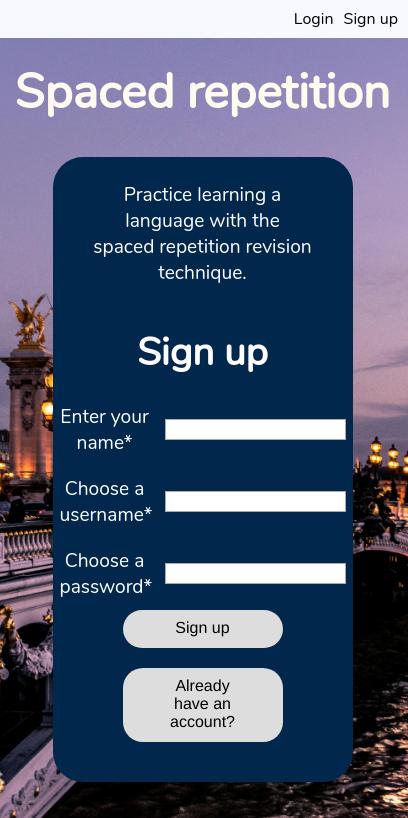 Login Sign up
Spaced repetition
Practice learning a
language with the
spaced repetition revision
technique.
Sign up
Enter your
name*
Choose a
username*
Choose a
password*
Sign up
Already
have an
account?